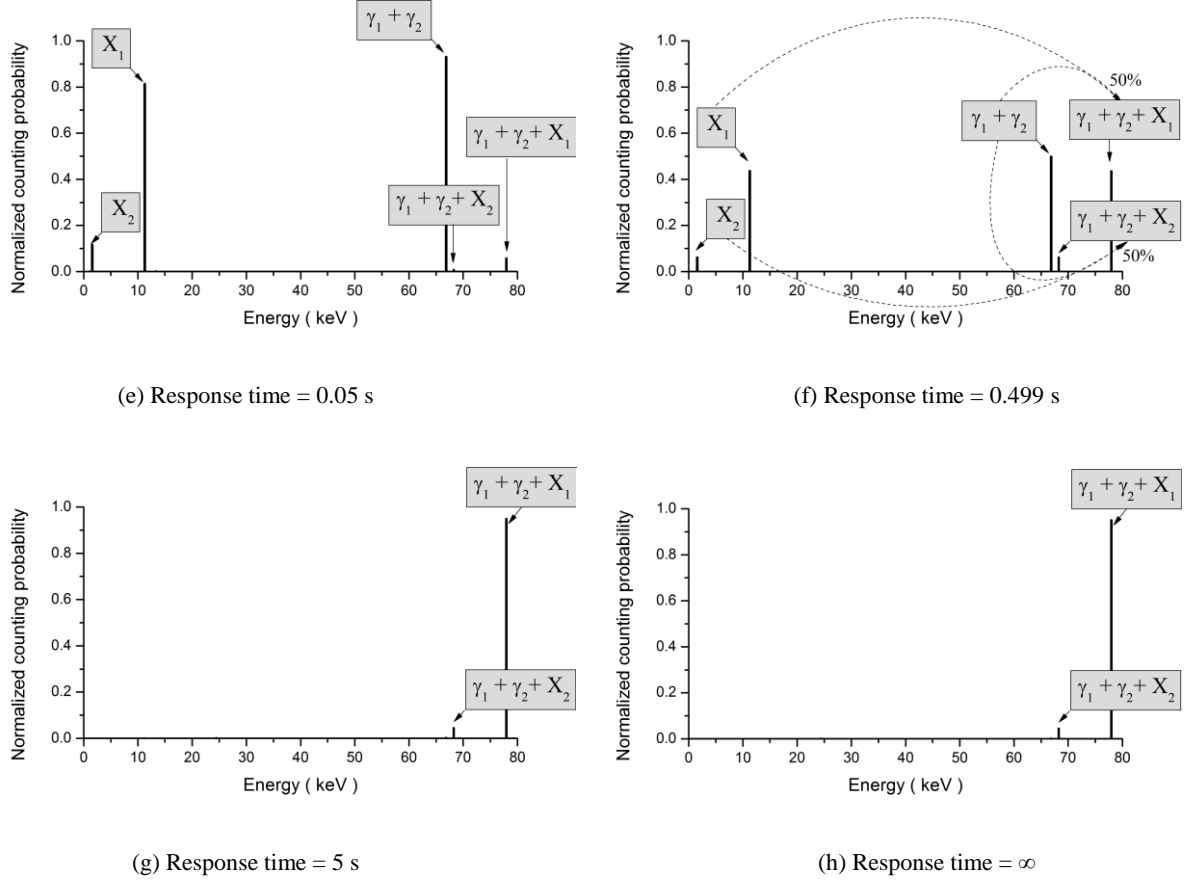 γ₁ + γ₂
X₁
γ₁ + γ₂ + X₁
γ₁ + γ₂ + X₂
X₂
Normalized counting probability
1.0
0.8
0.6
0.4
0.2
0.0
0 10 20 30 40 50 60 70 80
Energy ( keV )
(e) Response time = 0.05 s
50%
X₁
γ₁ + γ₂
γ₁ + γ₂ + X₁
X₂
γ₁ + γ₂ + X₂
50%
Normalized counting probability
1.0
0.8
0.6
0.4
0.2
0.0
0 10 20 30 40 50 60 70 80
Energy ( keV )
(f) Response time = 0.499 s
γ₁ + γ₂ + X₁
γ₁ + γ₂ + X₂
Normalized counting probability
1.0
0.8
0.6
0.4
0.2
0.0
0 10 20 30 40 50 60 70 80
Energy ( keV )
(g) Response time = 5 s
γ₁ + γ₂ + X₁
γ₁ + γ₂ + X₂
Normalized counting probability
1.0
0.8
0.6
0.4
0.2
0.0
0 10 20 30 40 50 60 70 80
Energy ( keV )
(h) Response time = ∞